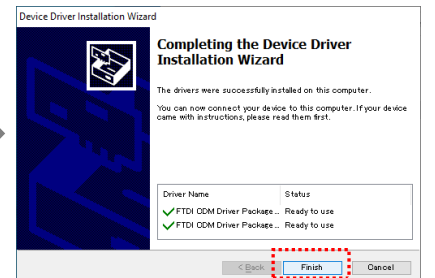 Device Driver Installation Wizard
Completing the Device Driver
Installation Wizard
The drivers were successfully installed on this computer.
You can now connect your device to this computer. If your device
came with instructions, please read them first.
Driver Name Status
FTDI CDM Driver Package... Ready to use
FTDI CDM Driver Package... Ready to use
< Back Finish Cancel